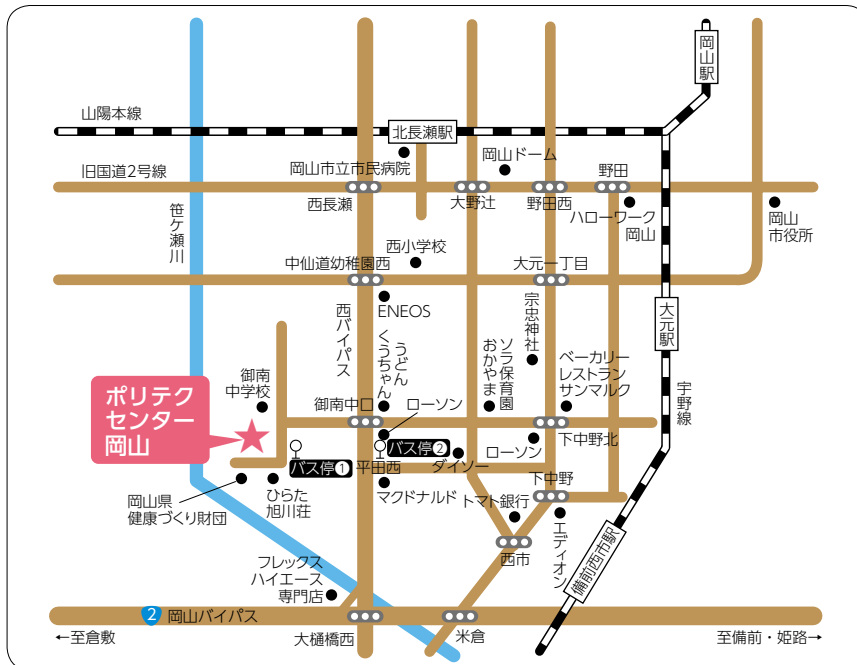 岡山駅
山陽本線
北長瀬駅
岡山市立市民病院
岡山ドーム
野田
旧国道2号線
西長瀬
大野辻
野田西
ハローワーク
岡山
岡山
市役所
笹ケ瀬川
西小学校
中仙道幼稚園西
大元一丁目
ENEOS
西バイパス
うどん
くうちゃん
宗忠神社
ソラ保育園
おかやま
ベーカリー
レストラン
サンマルク
大元駅
宇野線
御南
中学校
ポリテク
センター
岡山
御南中口
ローソン
バス停②
ローソン
下中野北
バス停①
平田西
ダイソー
下中野
岡山県
健康づくり財団
ひらた
旭川荘
マクドナルド
トマト銀行
エディオン
西市
備前西市駅
フレックス
ハイエース
専門店
2 岡山バイパス
←至倉敷
大樋橋西
米倉
至備前・姫路→